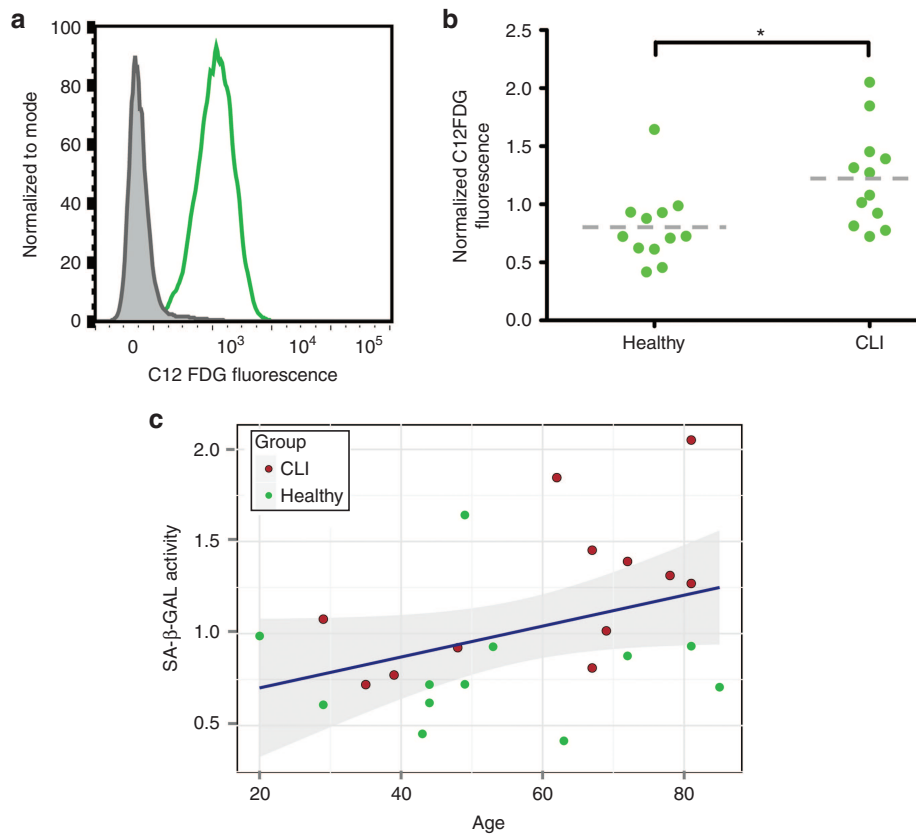 a
100
80
60
40
20
0
Normalized to mode
0
10³
10⁴
10⁵
C12 FDG fluorescence
b
2.5
2.0
1.5
1.0
0.5
0.0
Normalized C12FDG
fluorescence
*
Healthy
CLI
c
2.0
1.5
1.0
0.5
SA-β-GAL activity
Group
CLI
Healthy
20
40
60
80
Age